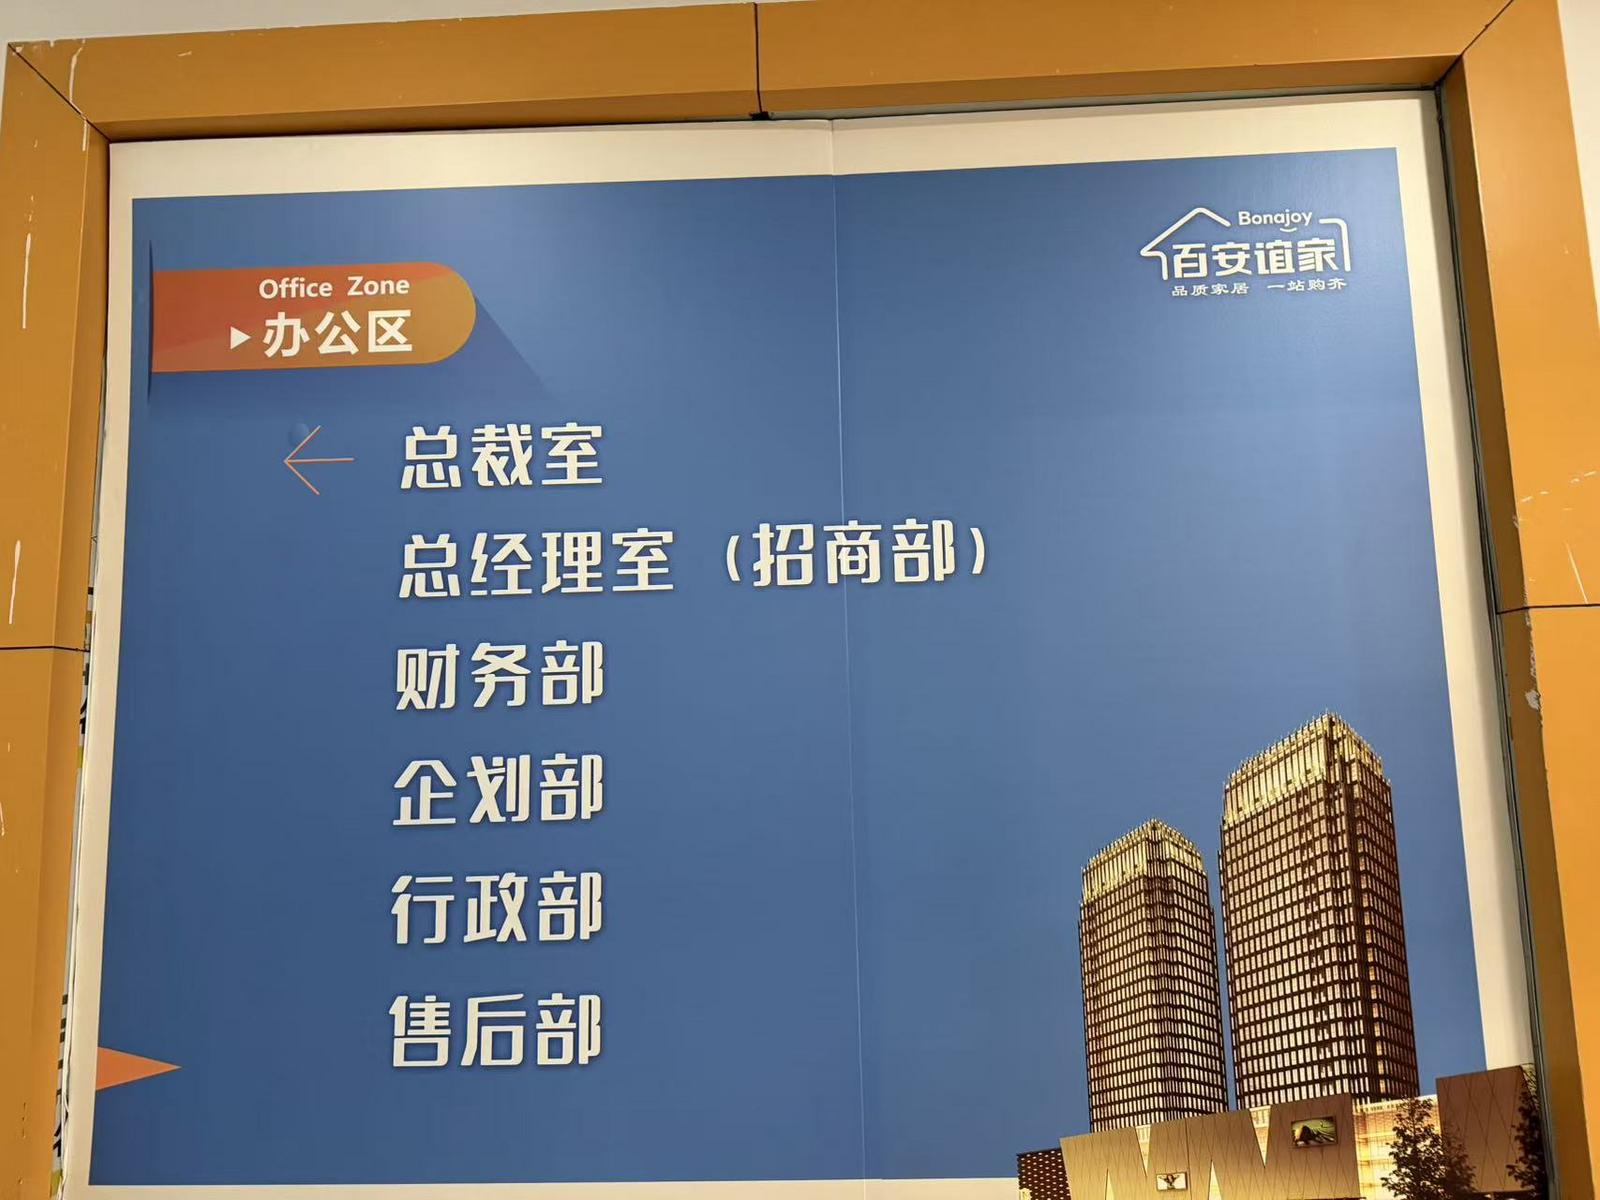 Bonajoy
百安谊家
品质家居 一站购齐
Office Zone
办公区
总裁室
总经理室（招商部）
财务部
企划部
行政部
售后部